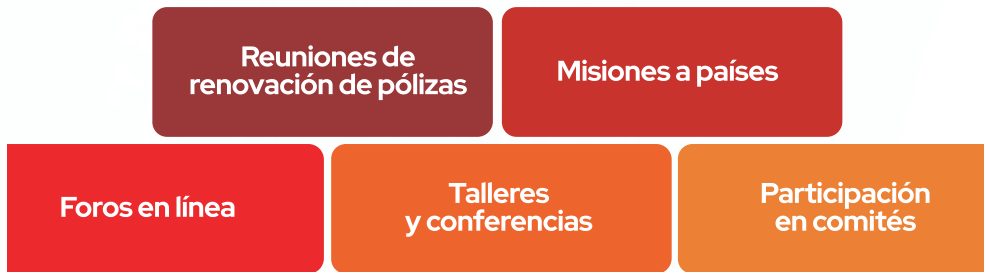 Reuniones de
renovación de pólizas
Misiones a países
Foros en línea
Talleres
y conferencias
Participación
en comités